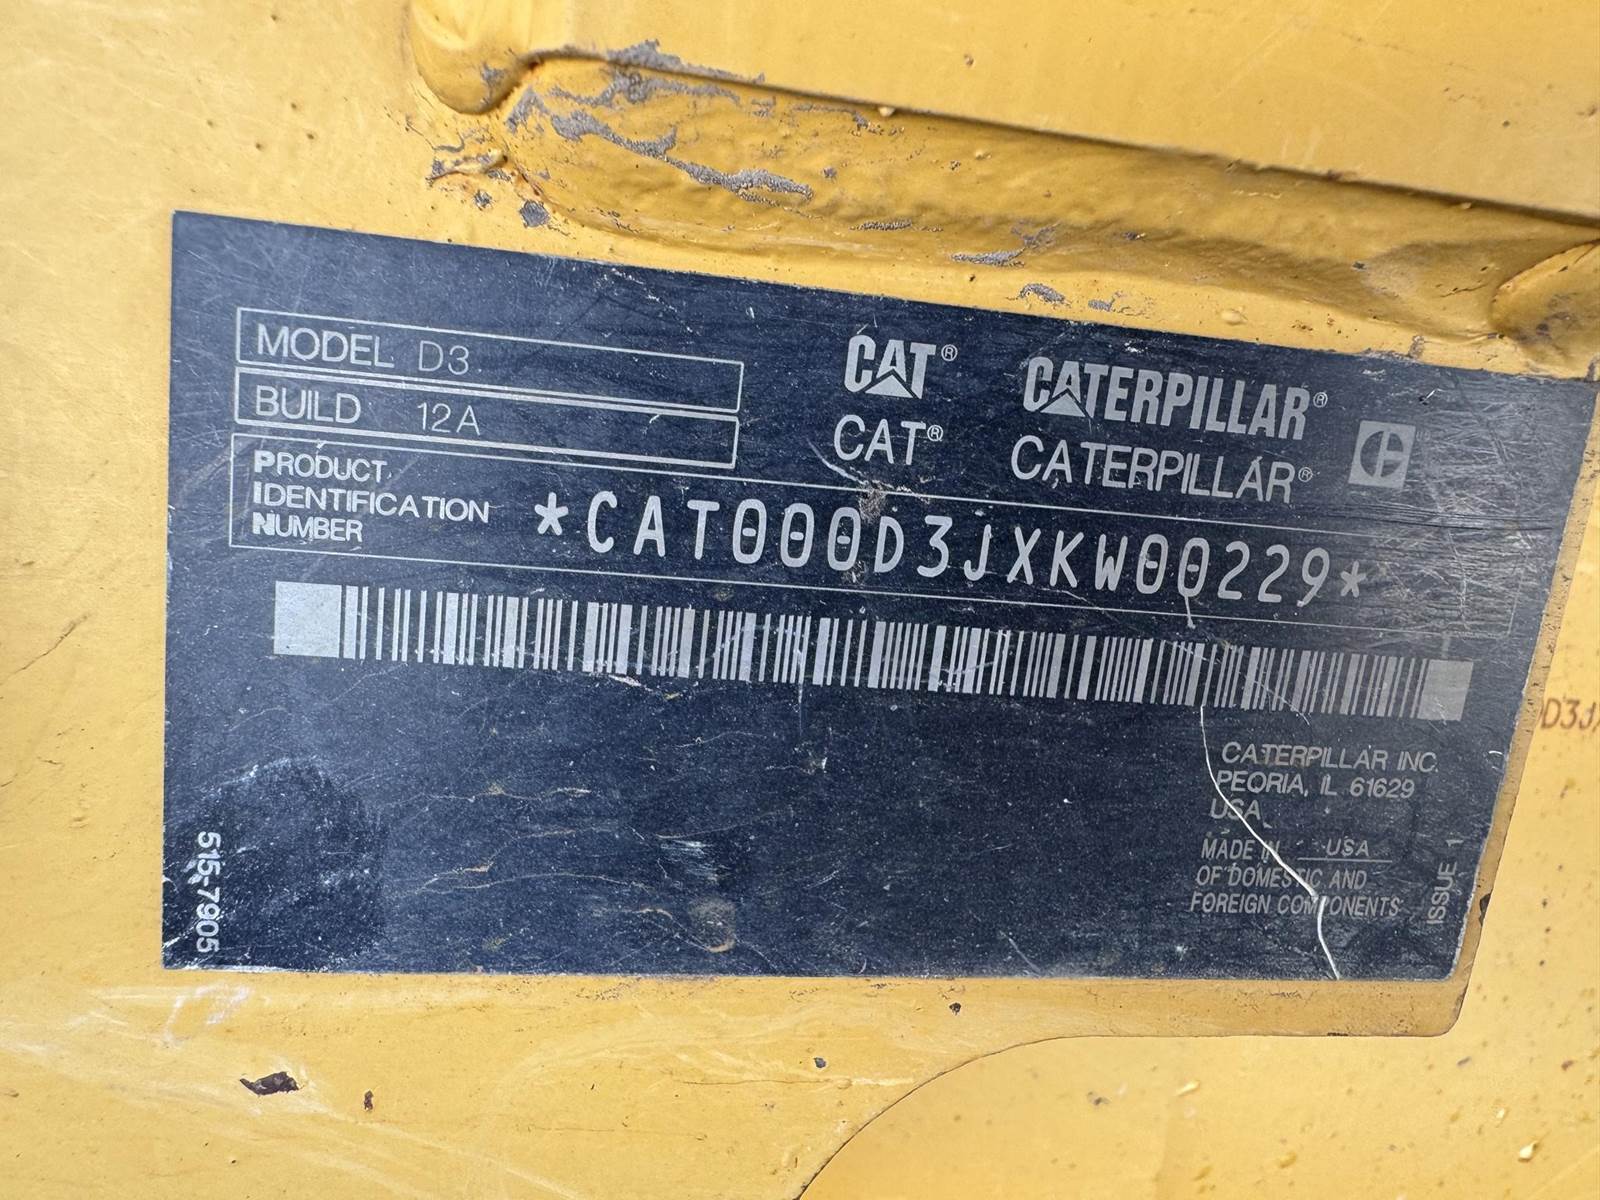 MODEL D3
BUILD 12A
CAT® CATERPILLAR®
CAT® CATERPILLAR®
PRODUCT
IDENTIFICATION
NUMBER
*CAT000D3JXKW00229*
D3J
CATERPILLAR INC.
PEORIA, IL 61629
USA
MADE IN USA
OF DOMESTIC AND
FOREIGN COMPONENTS
ISSUE 1
515-7905